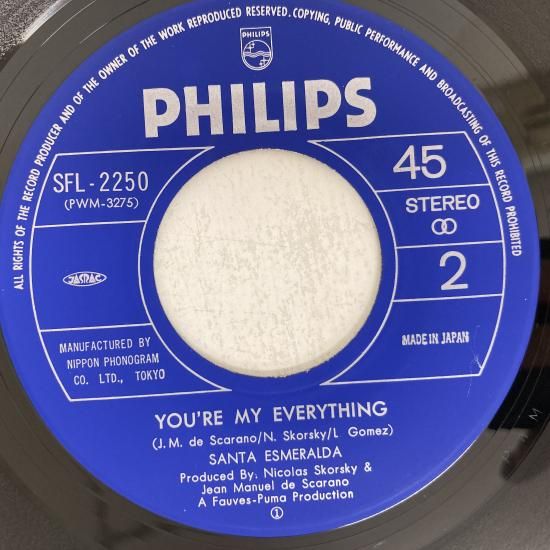 ALL RIGHTS OF THE RECORD PRODUCER AND OF THE OWNER OF THE WORK REPRODUCED RESERVED. COPYING, PUBLIC PERFORMANCE AND BROADCASTING OF THIS RECORD PROHIBITED
PHILIPS
PHILIPS
SFL-2250
(PWM-3275)
45
STEREO
2
JASRAC
MANUFACTURED BY
NIPPON PHONOGRAM
CO. LTD., TOKYO
MADE IN JAPAN
YOU'RE MY EVERYTHING
(J. M. de Scarano/N. Skorsky/L Gomez)
SANTA ESMERALDA
Produced By: Nicolas Skorsky &
Jean Manuel de Scarano
A Fauves-Puma Production
①
M